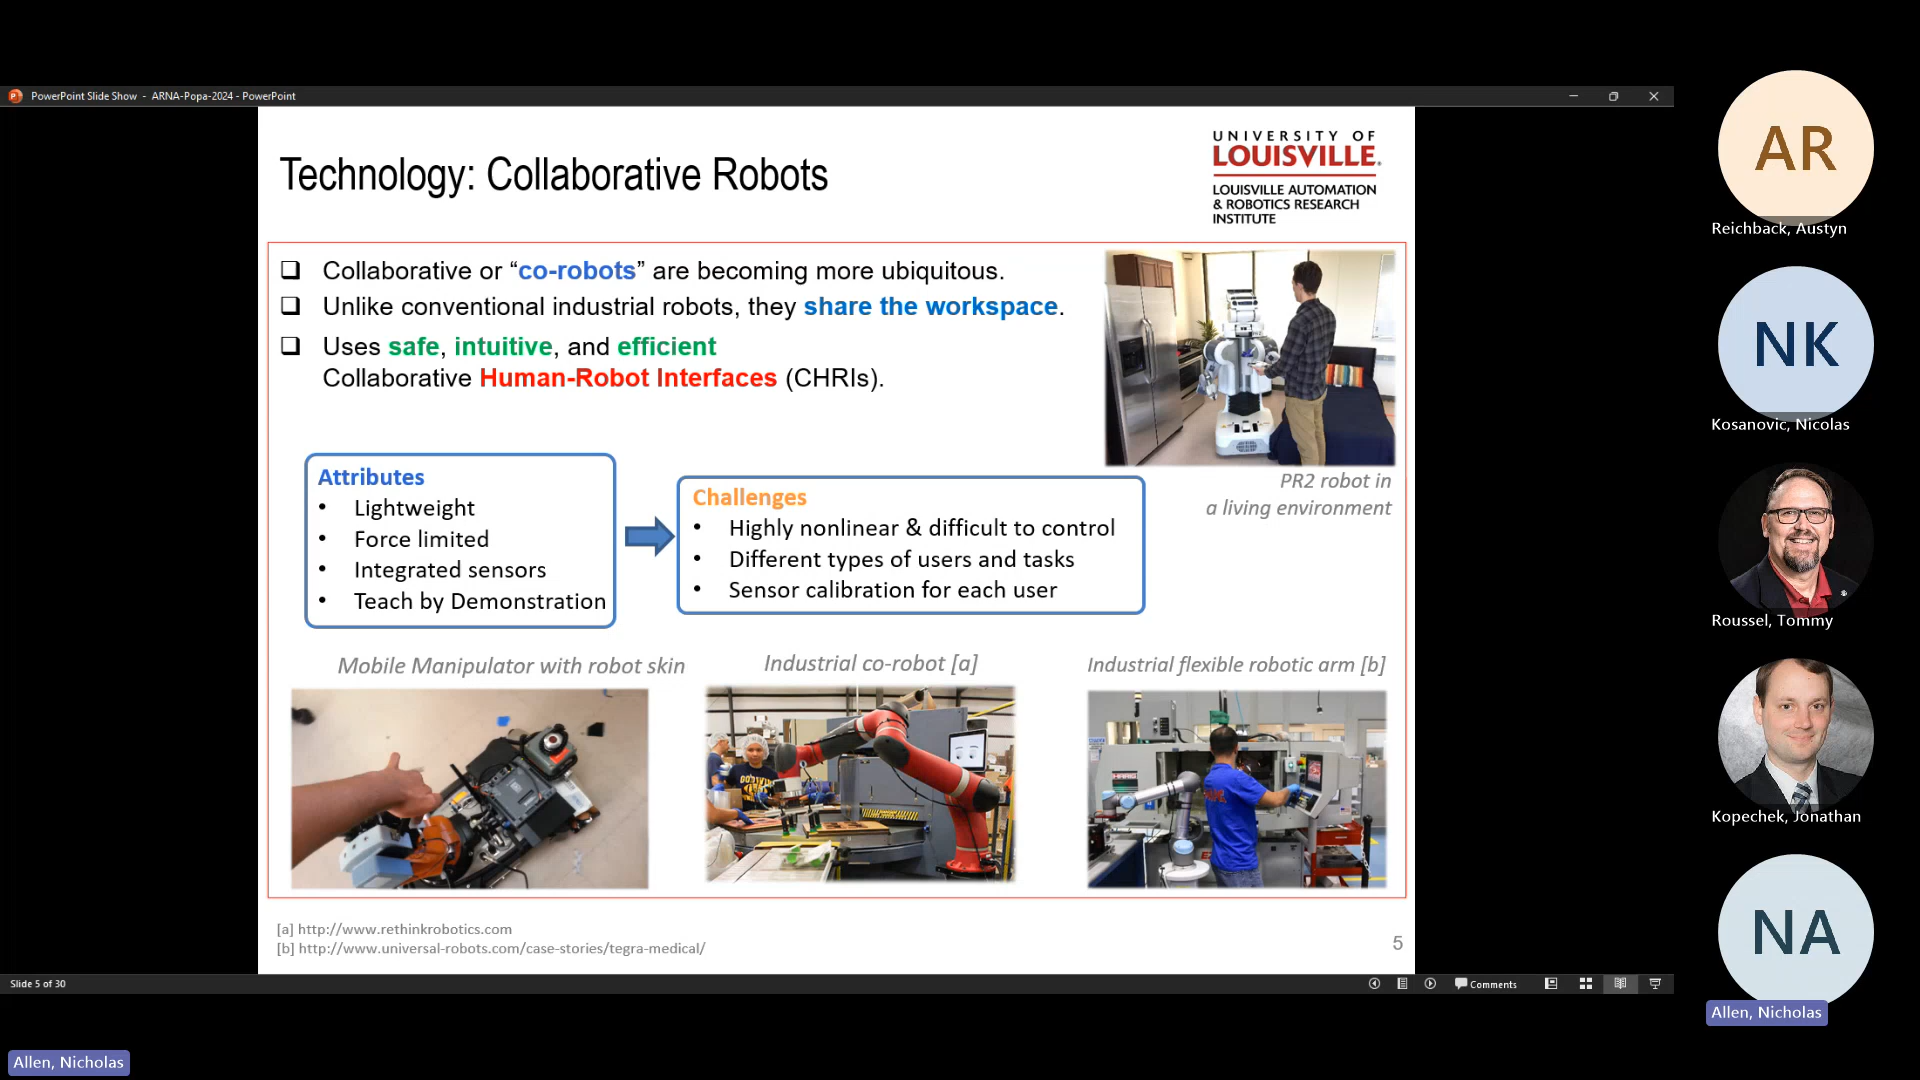 PowerPoint Slide Show - ARNA-Popa-2024 - PowerPoint
Technology: Collaborative Robots
UNIVERSITY OF
LOUISVILLE.
LOUISVILLE AUTOMATION
& ROBOTICS RESEARCH
INSTITUTE
Collaborative or “co-robots” are becoming more ubiquitous.
Unlike conventional industrial robots, they share the workspace.
Uses safe, intuitive, and efficient
Collaborative Human-Robot Interfaces (CHRIs).
PR2 robot in
a living environment
Attributes
• Lightweight
• Force limited
• Integrated sensors
• Teach by Demonstration
Challenges
• Highly nonlinear & difficult to control
• Different types of users and tasks
• Sensor calibration for each user
Mobile Manipulator with robot skin
Industrial co-robot [a]
Industrial flexible robotic arm [b]
[a] http://www.rethinkrobotics.com
[b] http://www.universal-robots.com/case-stories/tegra-medical/
5
Slide 5 of 30
Comments
AR
Reichback, Austyn
NK
Kosanovic, Nicolas
Roussel, Tommy
Kopechek, Jonathan
NA
Allen, Nicholas
Allen, Nicholas